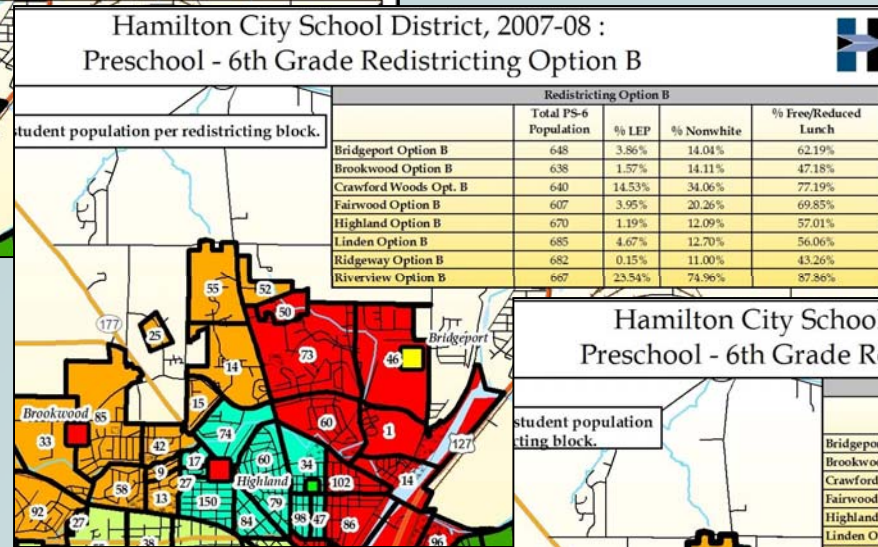 Hamilton City School District, 2007-08 :
Preschool - 6th Grade Redistricting Option B
student population per redistricting block.
Redistricting Option B
Total PS-6 Population % LEP % Nonwhite % Free/Reduced Lunch
Bridgeport Option B 648 3.86% 14.04% 62.19%
Brookwood Option B 638 1.57% 14.11% 47.18%
Crawford Woods Opt. B 640 14.53% 34.06% 77.19%
Fairwood Option B 607 3.95% 20.26% 69.85%
Highland Option B 670 1.19% 12.09% 57.01%
Linden Option B 685 4.67% 12.70% 56.06%
Ridgeway Option B 682 0.15% 11.00% 43.26%
Riverview Option B 667 23.54% 74.96% 87.86%
55
52
50
177
25
73
46
Bridgeport
14
15
Brookwood
85
33
74
60
1
127
42
17
60
34
9
27
Highland
102
14
58
13
150
79
92
27
84
98
47
86
38
96
Hamilton City School
Preschool - 6th Grade R
student population
cting block.
Bridgepor
Brookwoo
Crawford
Fairwood
Highland
Linden O